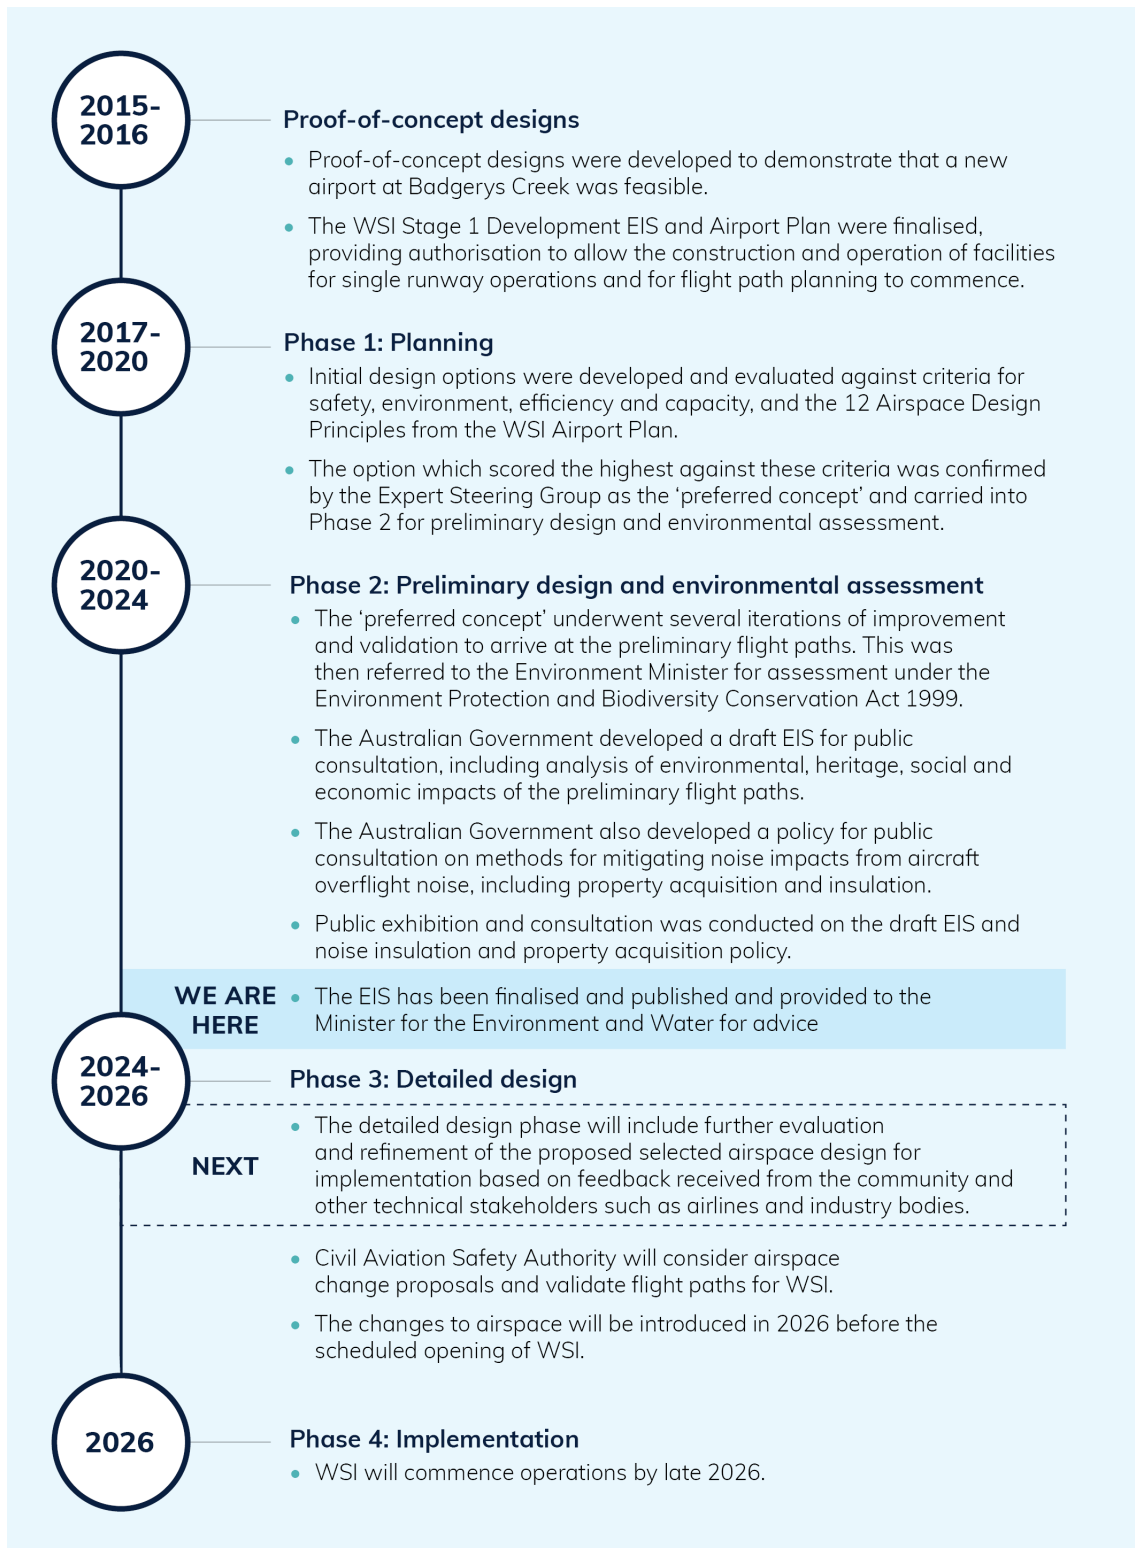 2015-
2016
Proof-of-concept designs
Proof-of-concept designs were developed to demonstrate that a new
airport at Badgerys Creek was feasible.
The WSI Stage 1 Development EIS and Airport Plan were finalised,
providing authorisation to allow the construction and operation of facilities
for single runway operations and for flight path planning to commence.
2017-
2020
Phase 1: Planning
Initial design options were developed and evaluated against criteria for
safety, environment, efficiency and capacity, and the 12 Airspace Design
Principles from the WSI Airport Plan.
The option which scored the highest against these criteria was confirmed
by the Expert Steering Group as the ‘preferred concept’ and carried into
Phase 2 for preliminary design and environmental assessment.
2020-
2024
Phase 2: Preliminary design and environmental assessment
The ‘preferred concept’ underwent several iterations of improvement
and validation to arrive at the preliminary flight paths. This was
then referred to the Environment Minister for assessment under the
Environment Protection and Biodiversity Conservation Act 1999.
The Australian Government developed a draft EIS for public
consultation, including analysis of environmental, heritage, social and
economic impacts of the preliminary flight paths.
The Australian Government also developed a policy for public
consultation on methods for mitigating noise impacts from aircraft
overflight noise, including property acquisition and insulation.
Public exhibition and consultation was conducted on the draft EIS and
noise insulation and property acquisition policy.
WE ARE
HERE
The EIS has been finalised and published and provided to the
Minister for the Environment and Water for advice
2024-
2026
Phase 3: Detailed design
NEXT
The detailed design phase will include further evaluation
and refinement of the proposed selected airspace design for
implementation based on feedback received from the community and
other technical stakeholders such as airlines and industry bodies.
Civil Aviation Safety Authority will consider airspace
change proposals and validate flight paths for WSI.
The changes to airspace will be introduced in 2026 before the
scheduled opening of WSI.
2026
Phase 4: Implementation
WSI will commence operations by late 2026.